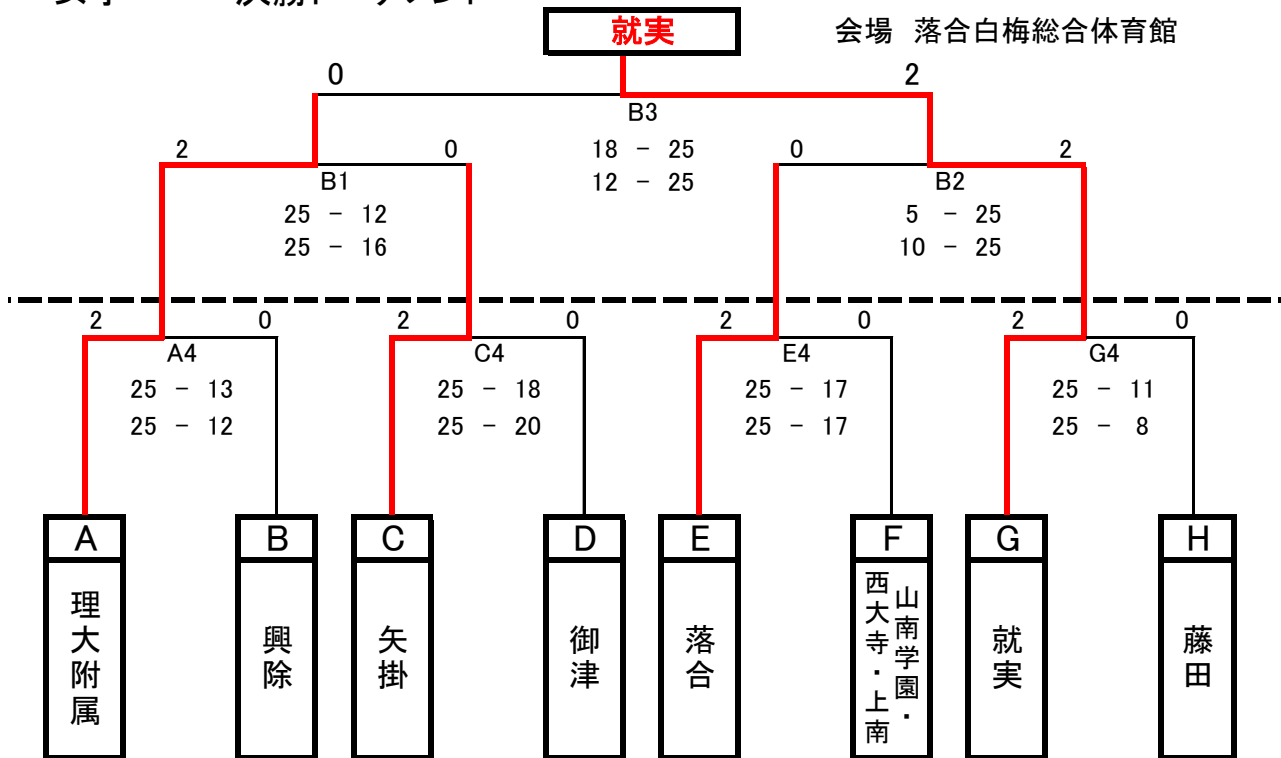 就実
会場 落合白梅総合体育館
0 2
B3
18 - 25
12 - 25
2 0
B1
25 - 12
25 - 16
0 2
B2
5 - 25
10 - 25
2 0
A4
25 - 13
25 - 12
2 0
C4
25 - 18
25 - 20
2 0
E4
25 - 17
25 - 17
2 0
G4
25 - 11
25 - 8
A
理大附属
B
興除
C
矢掛
D
御津
E
落合
F
山南学園・
西大寺・上南
G
就実
H
藤田